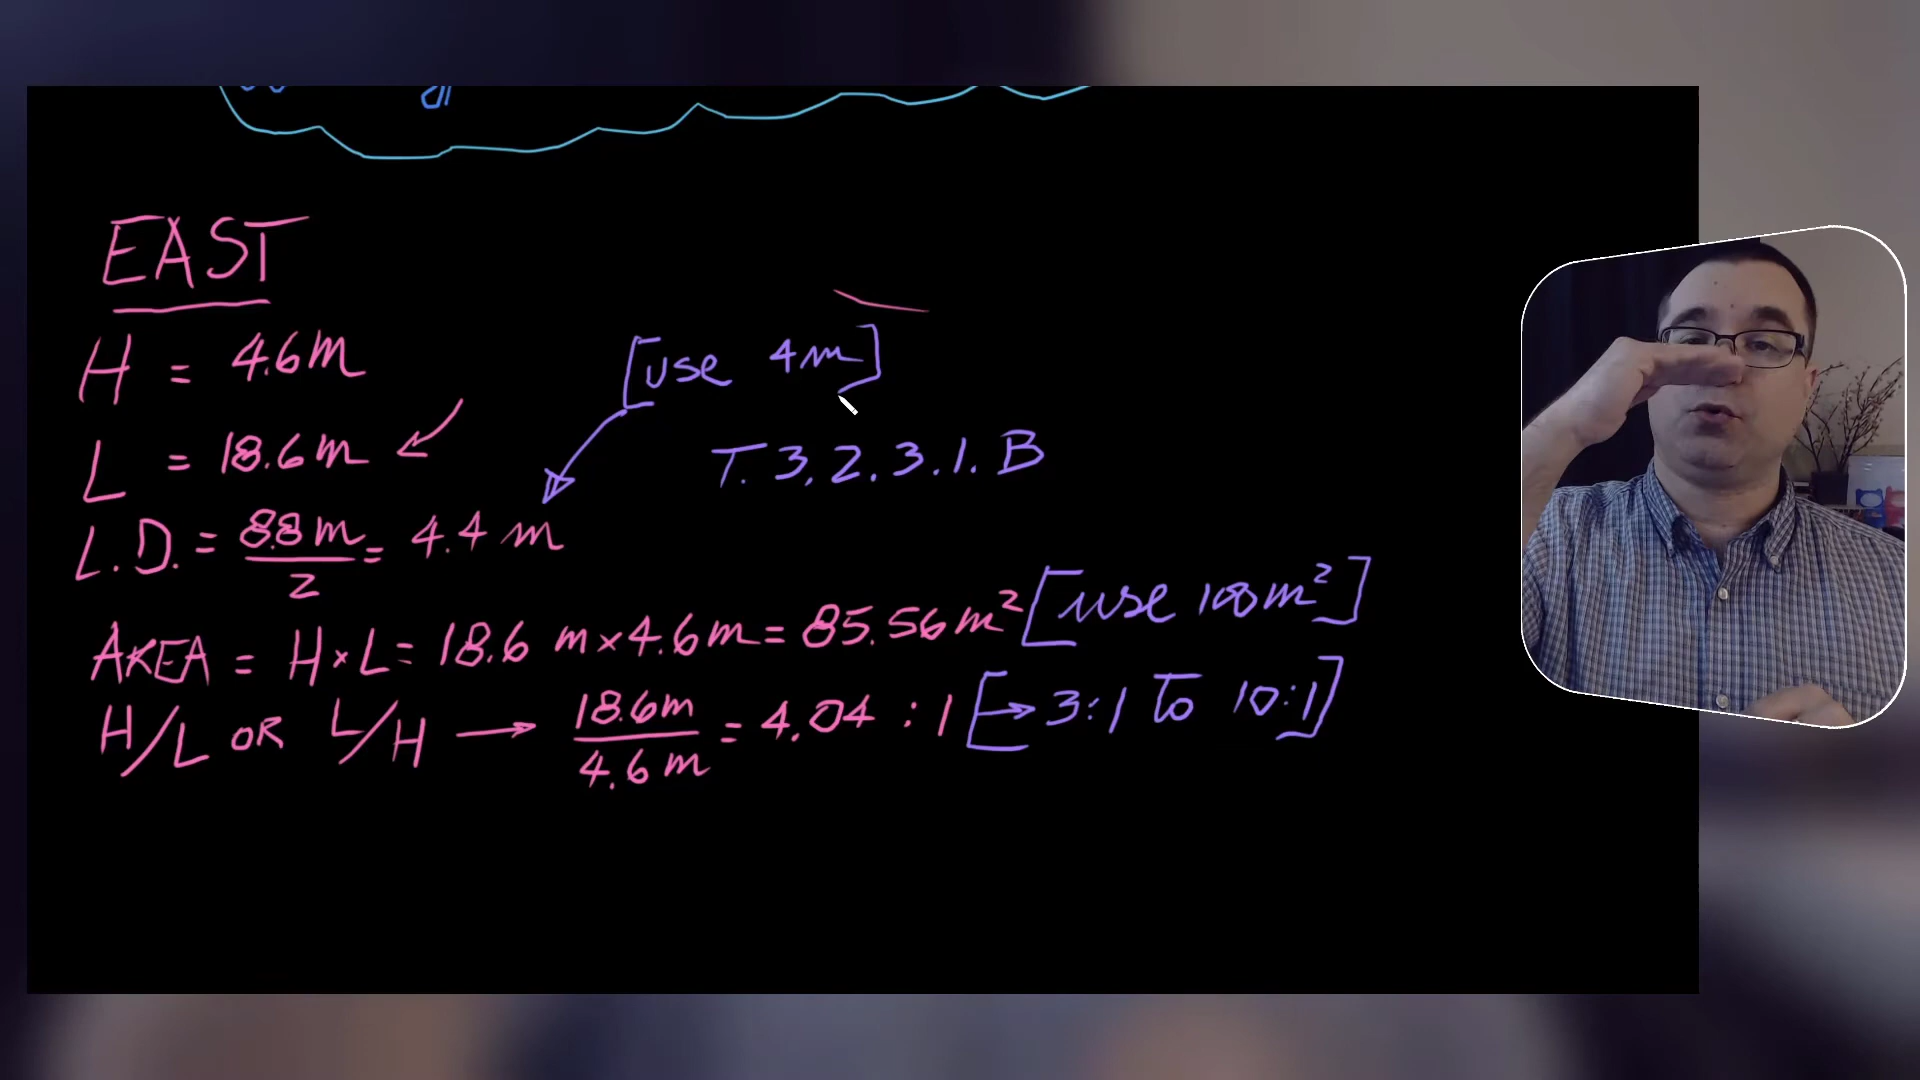 EAST
H = 4.6m
[use 4m]
L = 18.6m
T. 3.2.3.1. B
L.D. = 8.8m/2 = 4.4 m
AREA = H×L = 18.6 m×4.6m = 85.56m² [use 100m²]
H/L OR L/H → 18.6m/4.6m = 4.04 : 1 [→ 3:1 To 10:1]